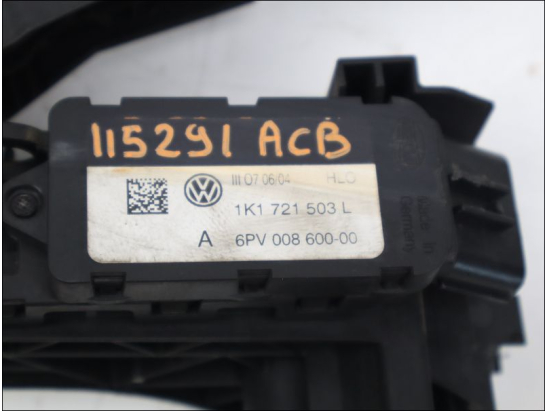 115291 ACB
III 07 06:04 HLO
1K1 721 503 L
A 6PV 008 600-00